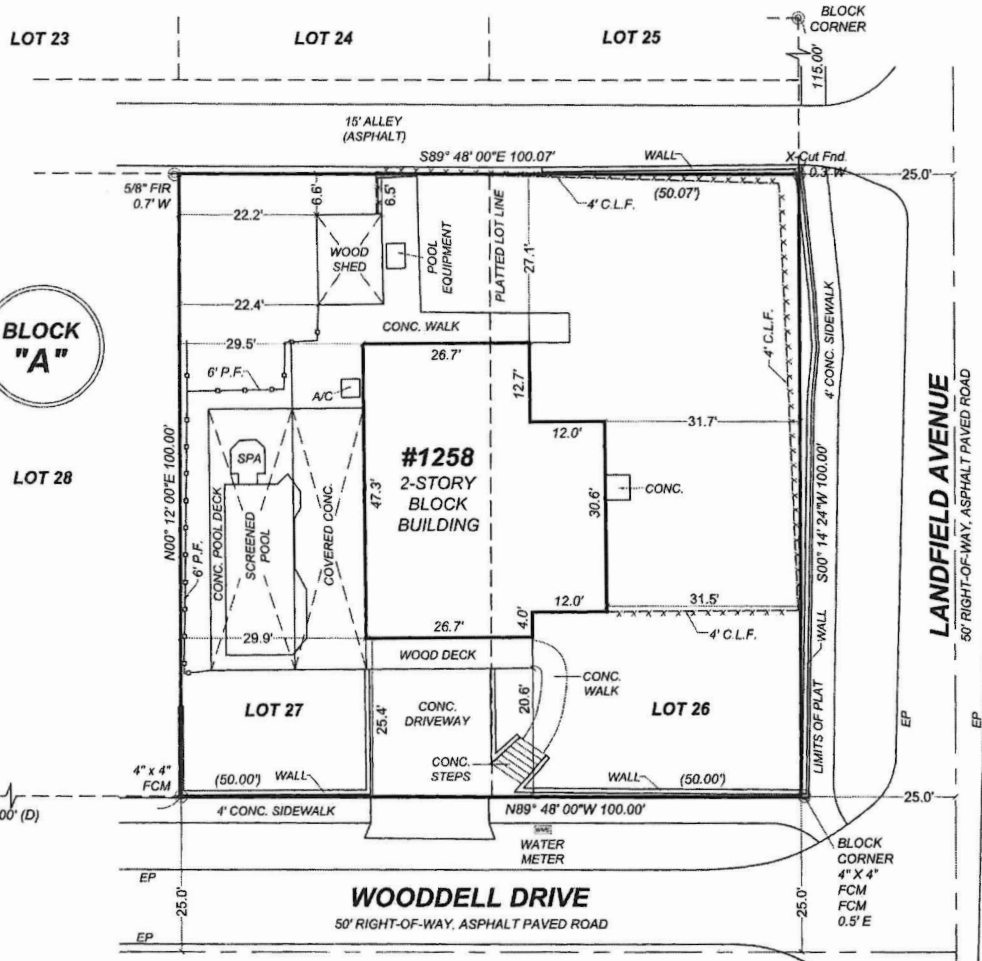 LOT 23
LOT 24
LOT 25
BLOCK
CORNER
115.00'
15' ALLEY
(ASPHALT)
S89° 48' 00"E 100.07'
WALL
X-Cut Fnd.
0.3' W
25.0'
5/8" FIR
0.7' W
(50.07')
4' C.L.F.
6.6'
6.5'
22.2'
WOOD
SHED
POOL
EQUIPMENT
PLATTED LOT LINE
27.1'
22.4'
CONC. WALK
BLOCK
"A"
29.5'
26.7'
6' P.F.
A/C
12.7'
4' C.L.F.
4' CONC. SIDEWALK
12.0'
31.7'
LOT 28
N00° 12' 00"E 100.00'
SPA
CONC. POOL DECK
SCREENED
POOL
COVERED CONC.
47.3'
#1258
2-STORY
BLOCK
BUILDING
30.6'
CONC.
S00° 14' 24"W 100.00'
LANDFIELD AVENUE
50' RIGHT-OF-WAY, ASPHALT PAVED ROAD
6' P.F.
12.0'
31.5'
4' C.L.F.
WALL
29.9'
26.7'
4.0'
WOOD DECK
CONC.
WALK
LOT 27
25.4'
CONC.
DRIVEWAY
20.6'
LOT 26
LIMITS OF PLAT
EP
EP
CONC.
STEPS
4" x 4"
FCM
(50.00')
WALL
WALL
(50.00')
25.0'
00' (D)
4' CONC. SIDEWALK
N89° 48' 00"W 100.00'
WATER
METER
BLOCK
CORNER
4" X 4"
FCM
FCM
0.5' E
EP
25.0'
WOODDELL DRIVE
50' RIGHT-OF-WAY, ASPHALT PAVED ROAD
25.0'
EP